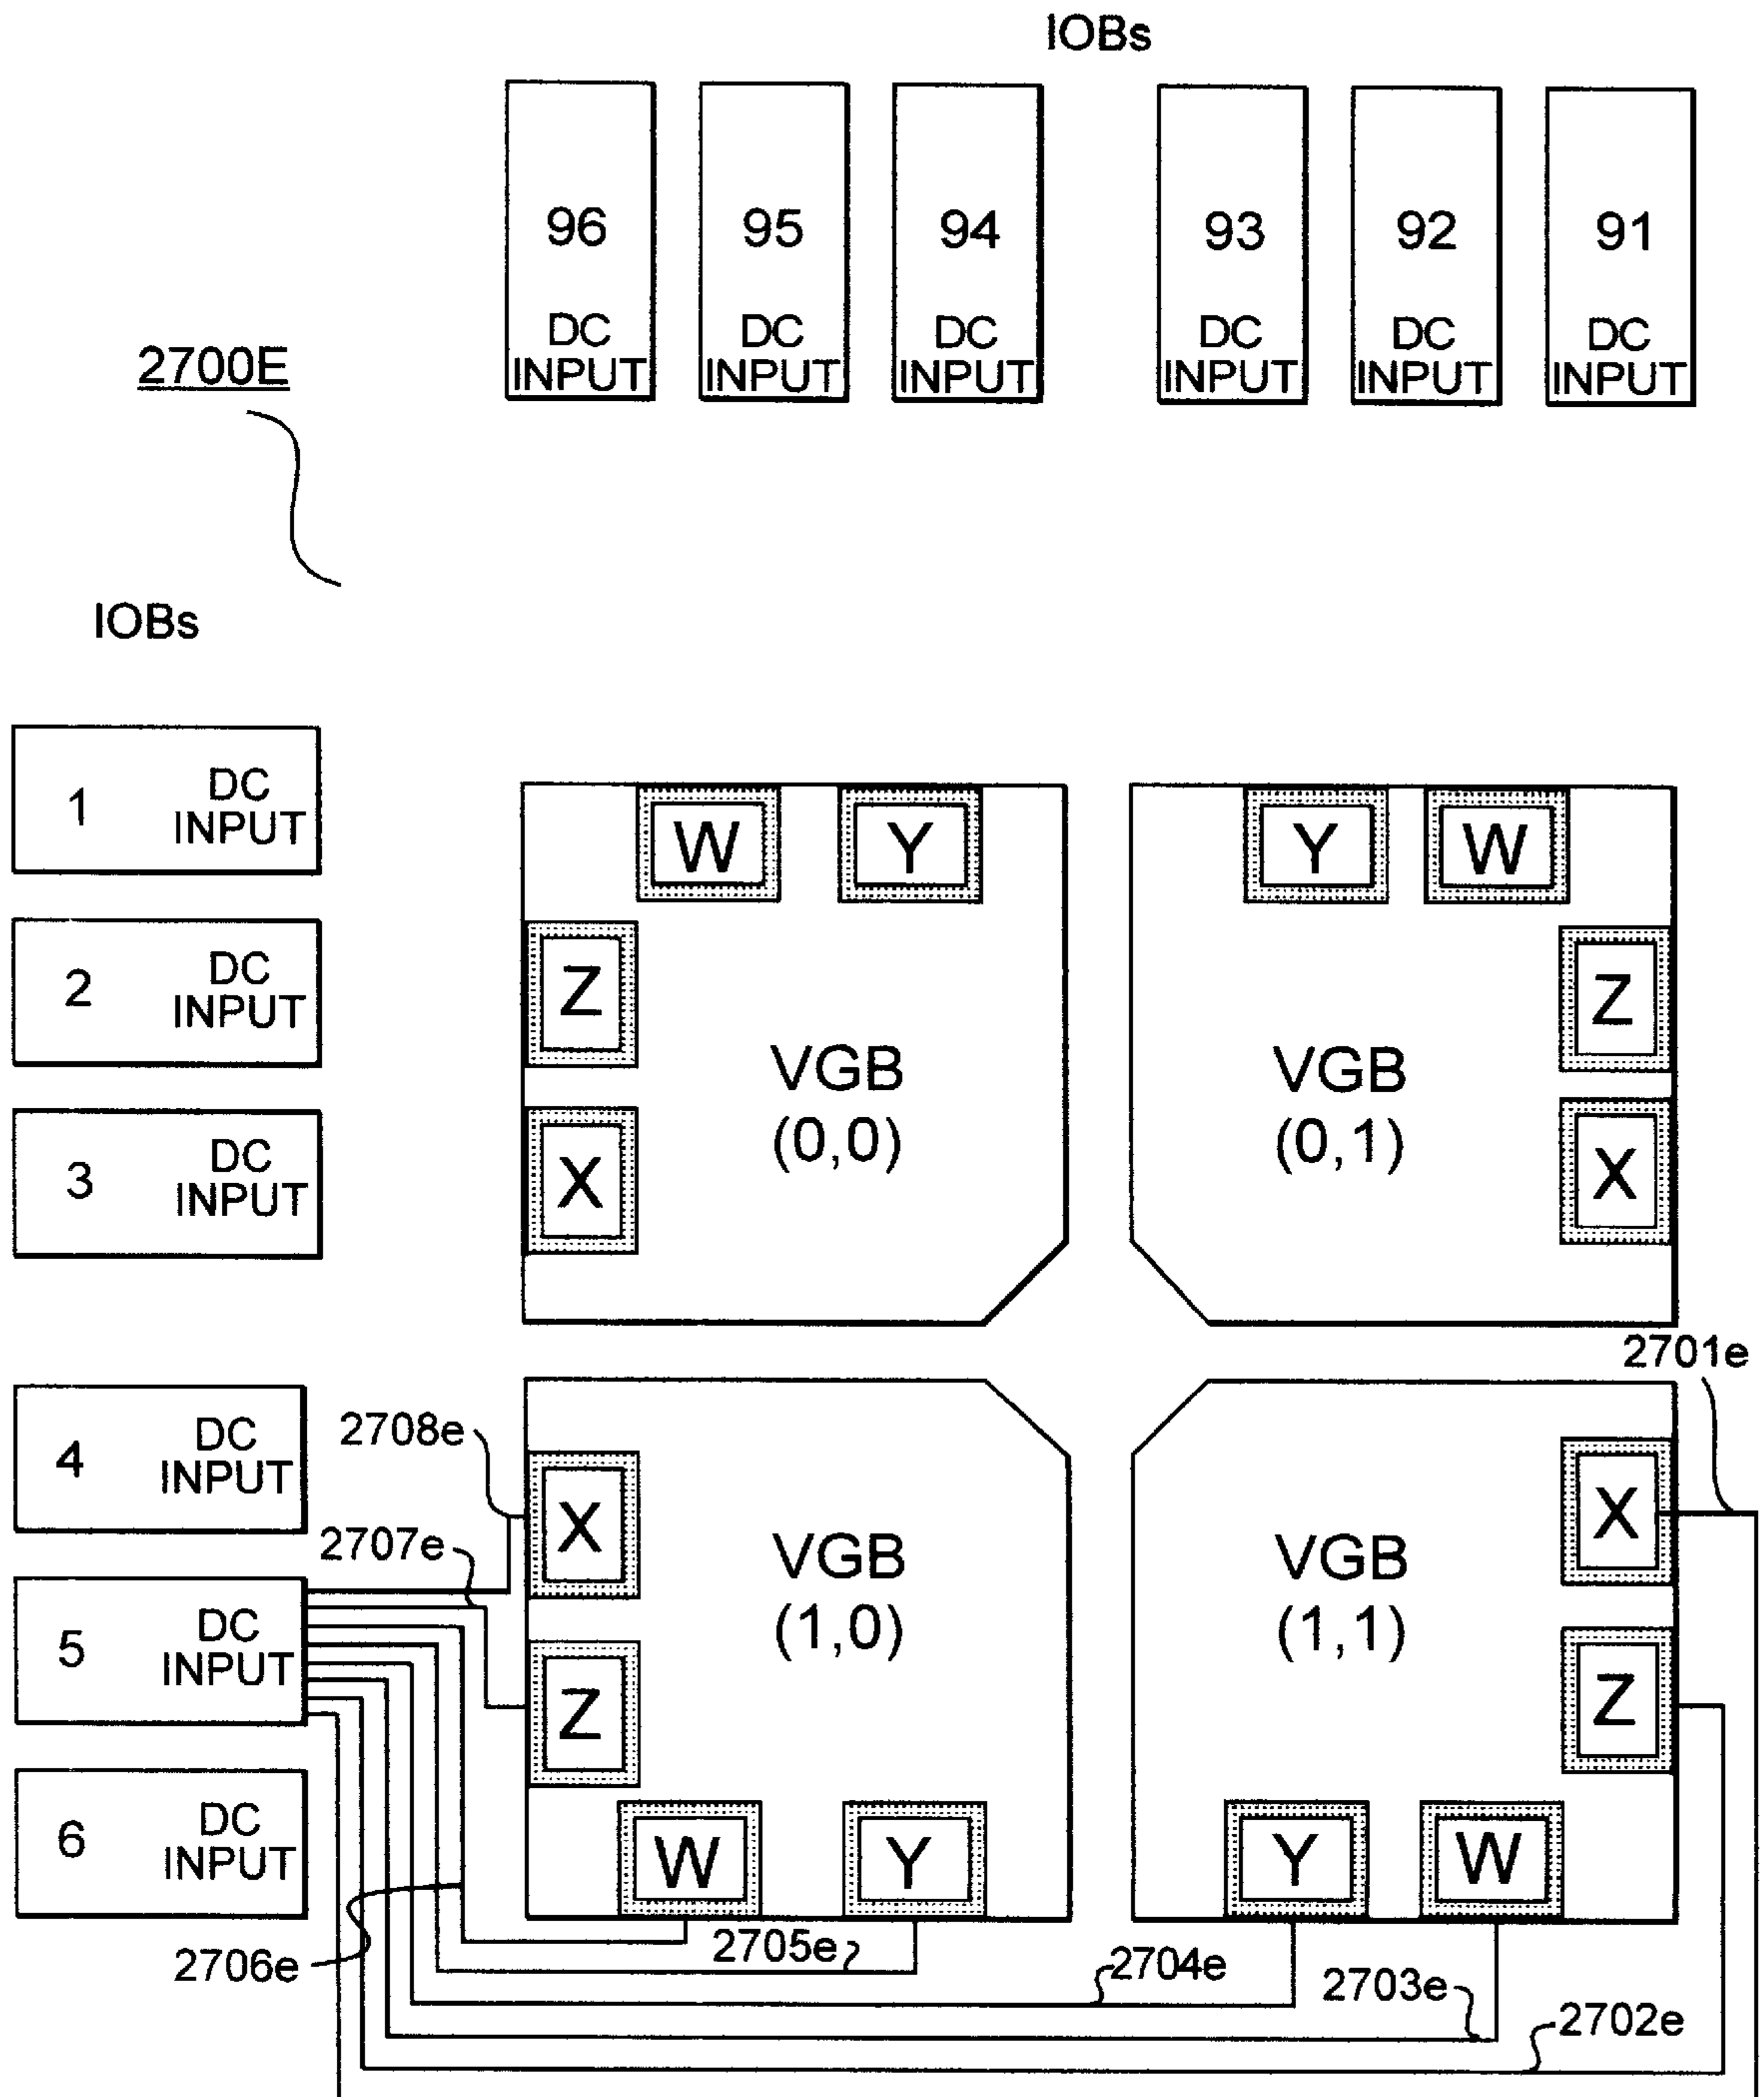 IOBs
96
DC
INPUT
95
DC
INPUT
94
DC
INPUT
93
DC
INPUT
92
DC
INPUT
91
DC
INPUT
2700E
IOBs
1
DC
INPUT
2
DC
INPUT
3
DC
INPUT
W
Y
Z
X
VGB
(0,0)
Y
W
Z
X
VGB
(0,1)
2701e
4
DC
INPUT
5
DC
INPUT
6
DC
INPUT
2708e
2707e
X
Z
W
Y
VGB
(1,0)
X
Z
Y
W
VGB
(1,1)
2706e
2705e
2704e
2703e
2702e